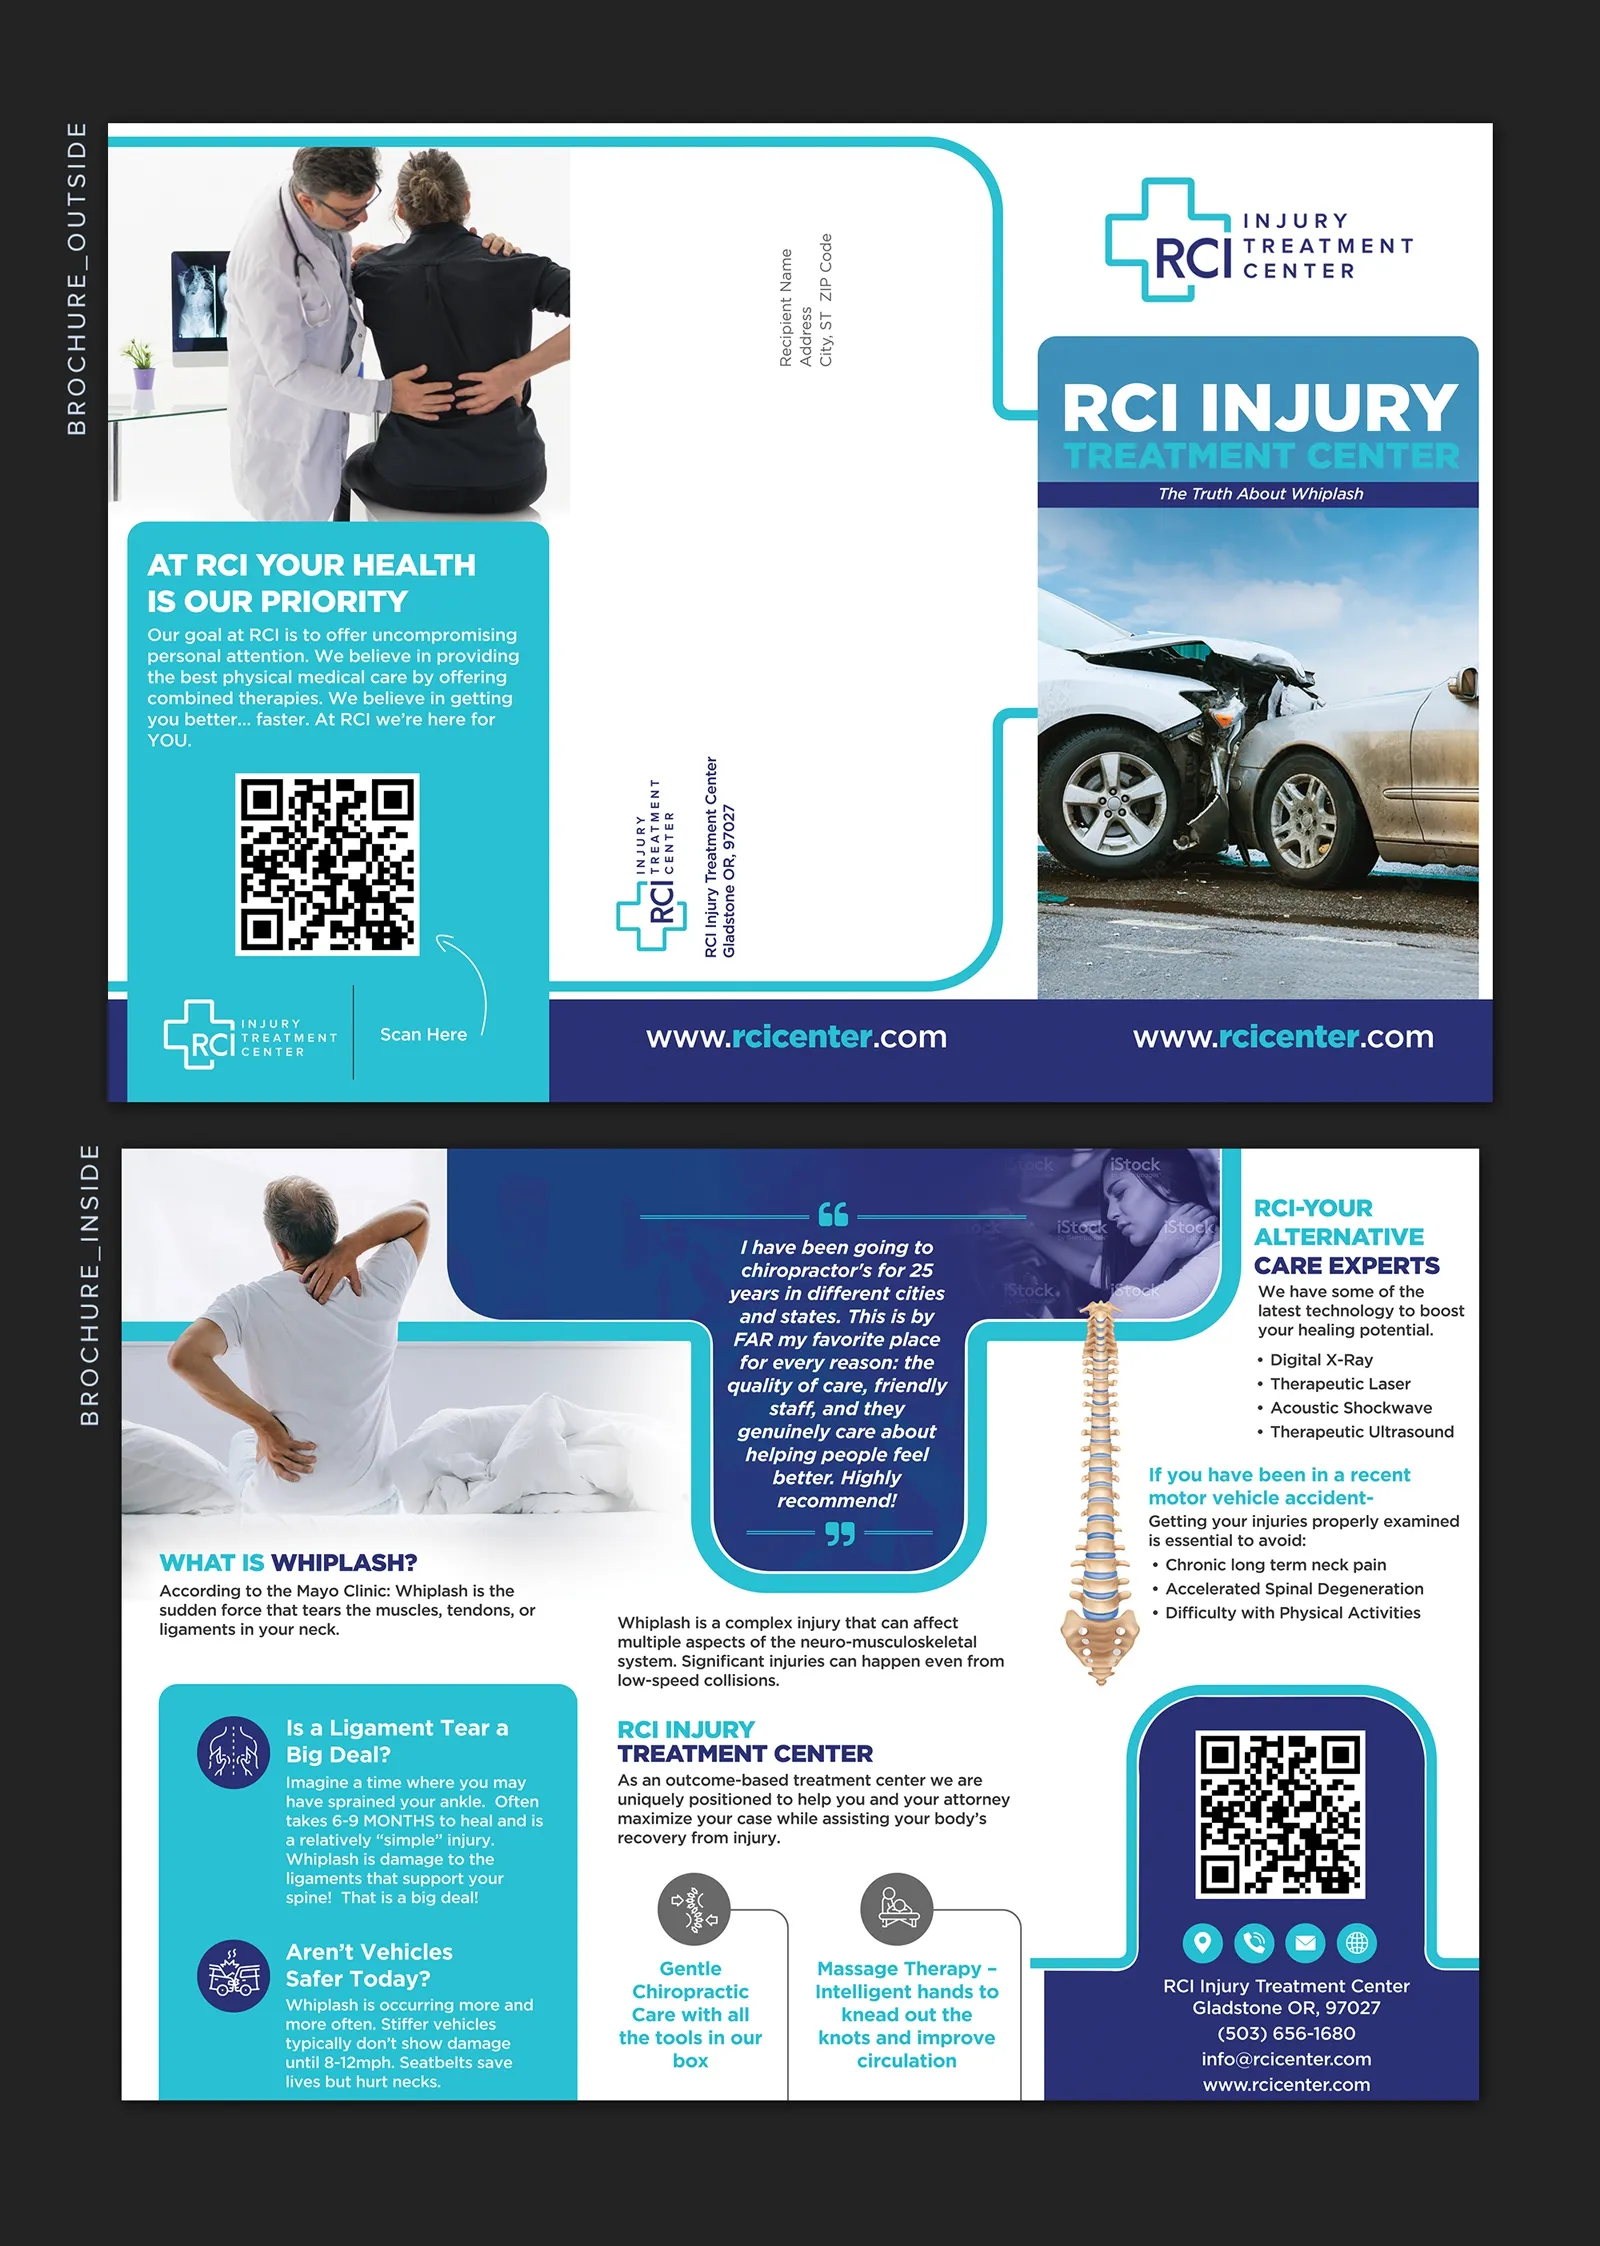 BROCHURE_OUTSIDE
AT RCI YOUR HEALTH
IS OUR PRIORITY
Our goal at RCI is to offer uncompromising
personal attention. We believe in providing
the best physical medical care by offering
combined therapies. We believe in getting
you better... faster. At RCI we're here for
YOU.
RCI
INJURY
TREATMENT
CENTER
Scan Here
Recipient Name
Address
City, ST ZIP Code
RCI
INJURY
TREATMENT
CENTER
RCI Injury Treatment Center
Gladstone OR, 97027
www.rcicenter.com
RCI
INJURY
TREATMENT
CENTER
RCI INJURY
TREATMENT CENTER
The Truth About Whiplash
www.rcicenter.com
BROCHURE_INSIDE
WHAT IS WHIPLASH?
According to the Mayo Clinic: Whiplash is the
sudden force that tears the muscles, tendons, or
ligaments in your neck.
Is a Ligament Tear a
Big Deal?
Imagine a time where you may
have sprained your ankle.  Often
takes 6-9 MONTHS to heal and is
a relatively “simple” injury.
Whiplash is damage to the
ligaments that support your
spine!  That is a big deal!
Aren't Vehicles
Safer Today?
Whiplash is occurring more and
more often. Stiffer vehicles
typically don't show damage
until 8-12mph. Seatbelts save
lives but hurt necks.
“
I have been going to
chiropractor's for 25
years in different cities
and states. This is by
FAR my favorite place
for every reason: the
quality of care, friendly
staff, and they
genuinely care about
helping people feel
better. Highly
recommend!
”
iStock
iStock
iStock
iStock
iStock
iStock
Whiplash is a complex injury that can affect
multiple aspects of the neuro-musculoskeletal
system. Significant injuries can happen even from
low-speed collisions.
RCI INJURY
TREATMENT CENTER
As an outcome-based treatment center we are
uniquely positioned to help you and your attorney
maximize your case while assisting your body's
recovery from injury.
Gentle
Chiropractic
Care with all
the tools in our
box
Massage Therapy –
Intelligent hands to
knead out the
knots and improve
circulation
RCI-YOUR
ALTERNATIVE
CARE EXPERTS
We have some of the
latest technology to boost
your healing potential.
• Digital X-Ray
• Therapeutic Laser
• Acoustic Shockwave
• Therapeutic Ultrasound
If you have been in a recent
motor vehicle accident-
Getting your injuries properly examined
is essential to avoid:
• Chronic long term neck pain
• Accelerated Spinal Degeneration
• Difficulty with Physical Activities
RCI Injury Treatment Center
Gladstone OR, 97027
(503) 656-1680
info@rcicenter.com
www.rcicenter.com